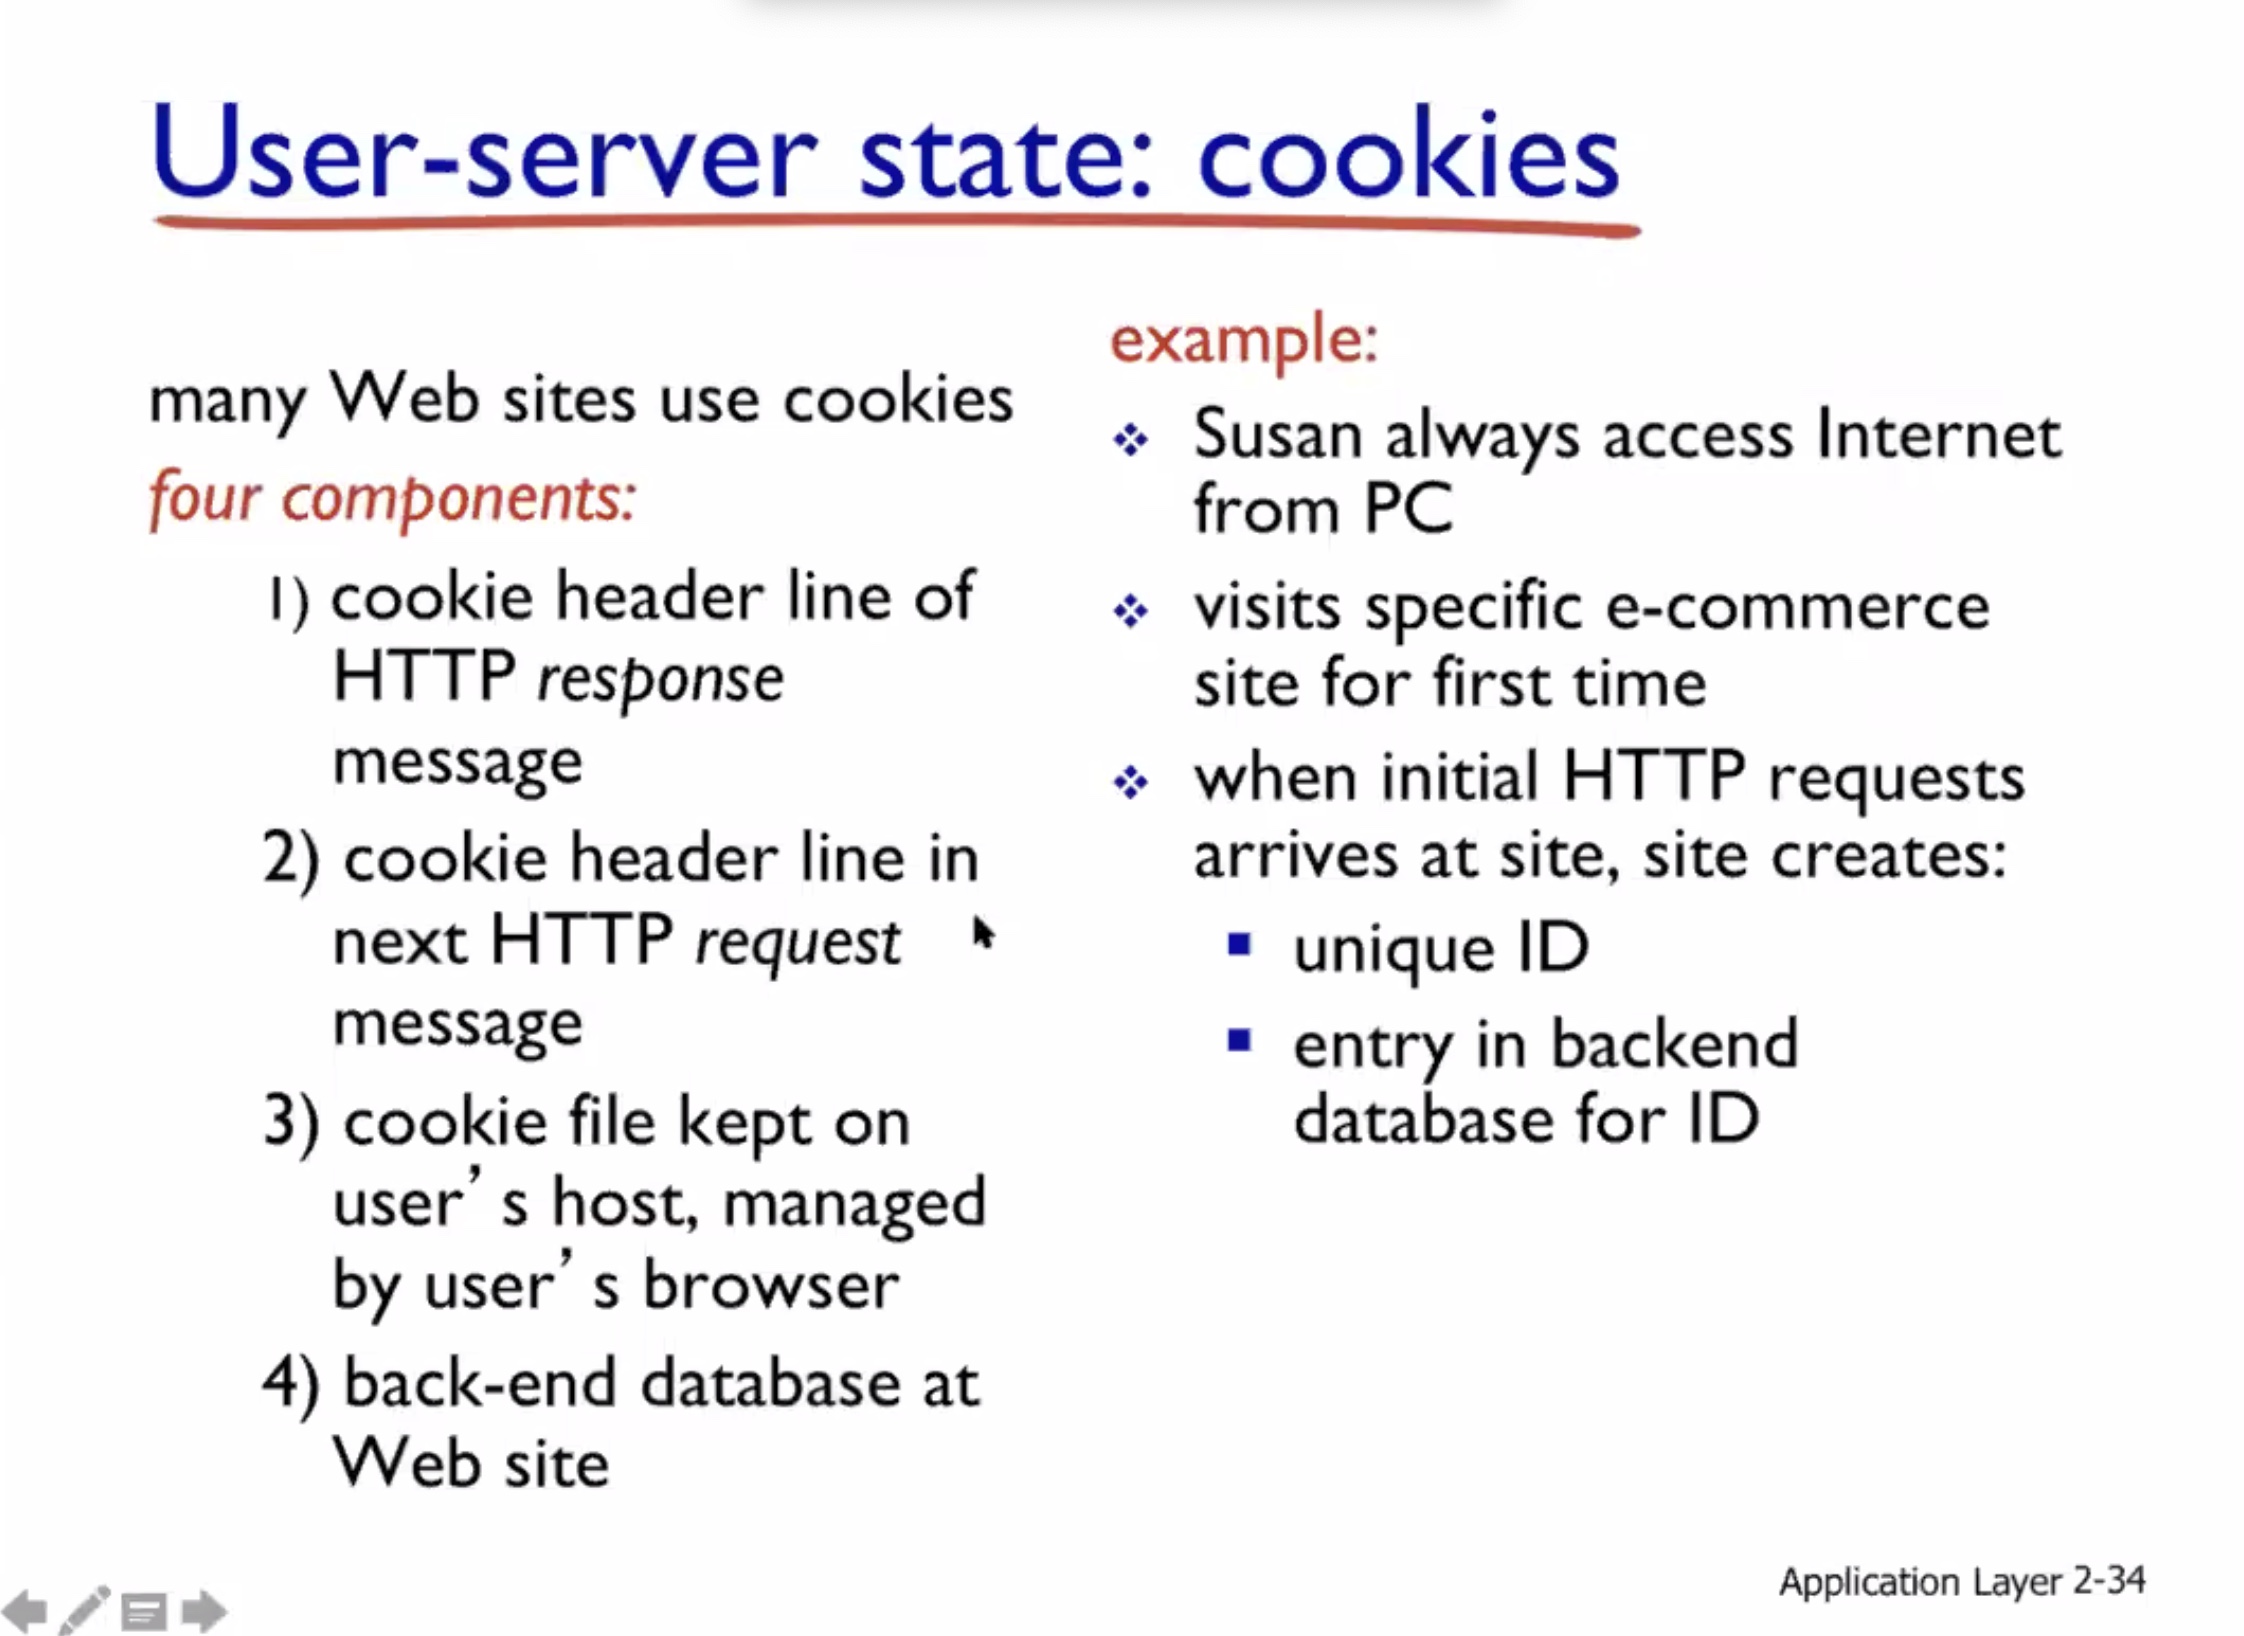 User-server state: cookies
many Web sites use cookies
four components:
1) cookie header line of
HTTP response
message
2) cookie header line in
next HTTP request
message
3) cookie file kept on
user’ s host, managed
by user’ s browser
4) back-end database at
Web site
example:
Susan always access Internet
from PC
visits specific e-commerce
site for first time
when initial HTTP requests
arrives at site, site creates:
unique ID
entry in backend
database for ID
Application Layer 2-34